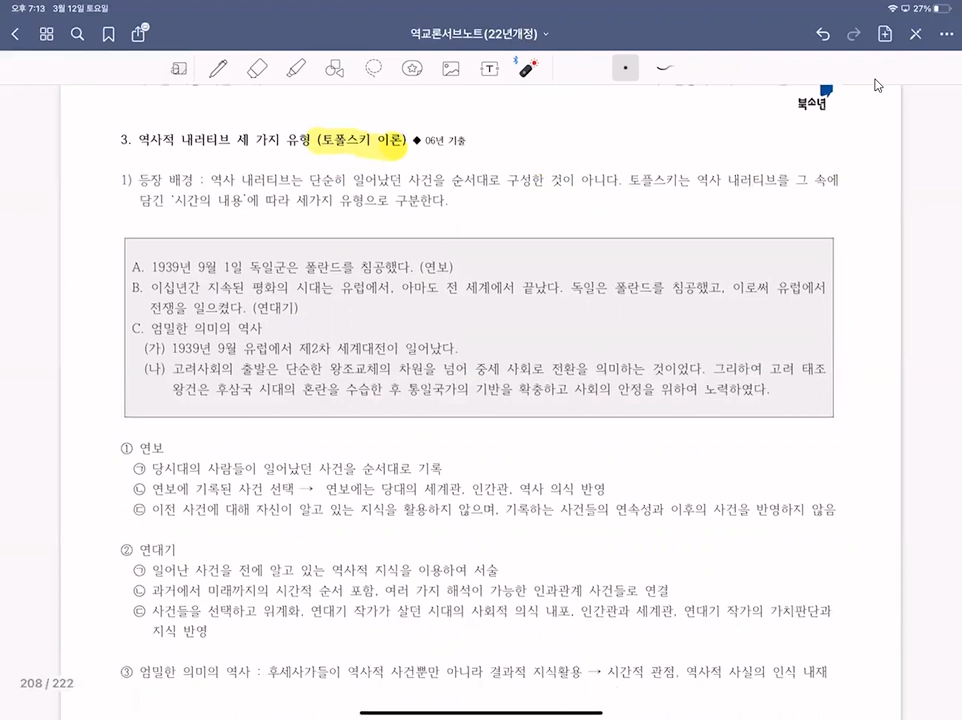 오후 7:13 3월 12일 토요일
27%
역교론서브노트(22년개정)
T
북소년
3. 역사적 내러티브 세 가지 유형 (토폴스키 이론) ◆ 06년 기출
1) 등장 배경 : 역사 내러티브는 단순히 일어났던 사건을 순서대로 구성한 것이 아니다. 토플스키는 역사 내러티브를 그 속에
담긴 '시간의 내용'에 따라 세가지 유형으로 구분한다.
A. 1939년 9월 1일 독일군은 폴란드를 침공했다. (연보)
B. 이십년간 지속된 평화의 시대는 유럽에서, 아마도 전 세계에서 끝났다. 독일은 폴란드를 침공했고, 이로써 유럽에서
전쟁을 일으켰다. (연대기)
C. 엄밀한 의미의 역사
(가) 1939년 9월 유럽에서 제2차 세계대전이 일어났다.
(나) 고려사회의 출발은 단순한 왕조교체의 차원을 넘어 중세 사회로 전환을 의미하는 것이었다. 그리하여 고려 태조
왕건은 후삼국 시대의 혼란을 수습한 후 통일국가의 기반을 확충하고 사회의 안정을 위하여 노력하였다.
① 연보
㉠ 당시대의 사람들이 일어났던 사건을 순서대로 기록
㉡ 연보에 기록된 사건 선택 → 연보에는 당대의 세계관, 인간관, 역사 의식 반영
㉢ 이전 사건에 대해 자신이 알고 있는 지식을 활용하지 않으며, 기록하는 사건들의 연속성과 이후의 사건을 반영하지 않음
② 연대기
㉠ 일어난 사건을 전에 알고 있는 역사적 지식을 이용하여 서술
㉡ 과거에서 미래까지의 시간적 순서 포함, 여러 가지 해석이 가능한 인과관계 사건들로 연결
㉢ 사건들을 선택하고 위계화, 연대기 작가가 살던 시대의 사회적 의식 내포, 인간관과 세계관, 연대기 작가의 가치판단과
지식 반영
③ 엄밀한 의미의 역사 : 후세사가들이 역사적 사건뿐만 아니라 결과적 지식활용 → 시간적 관점, 역사적 사실의 인식 내재
208 / 222